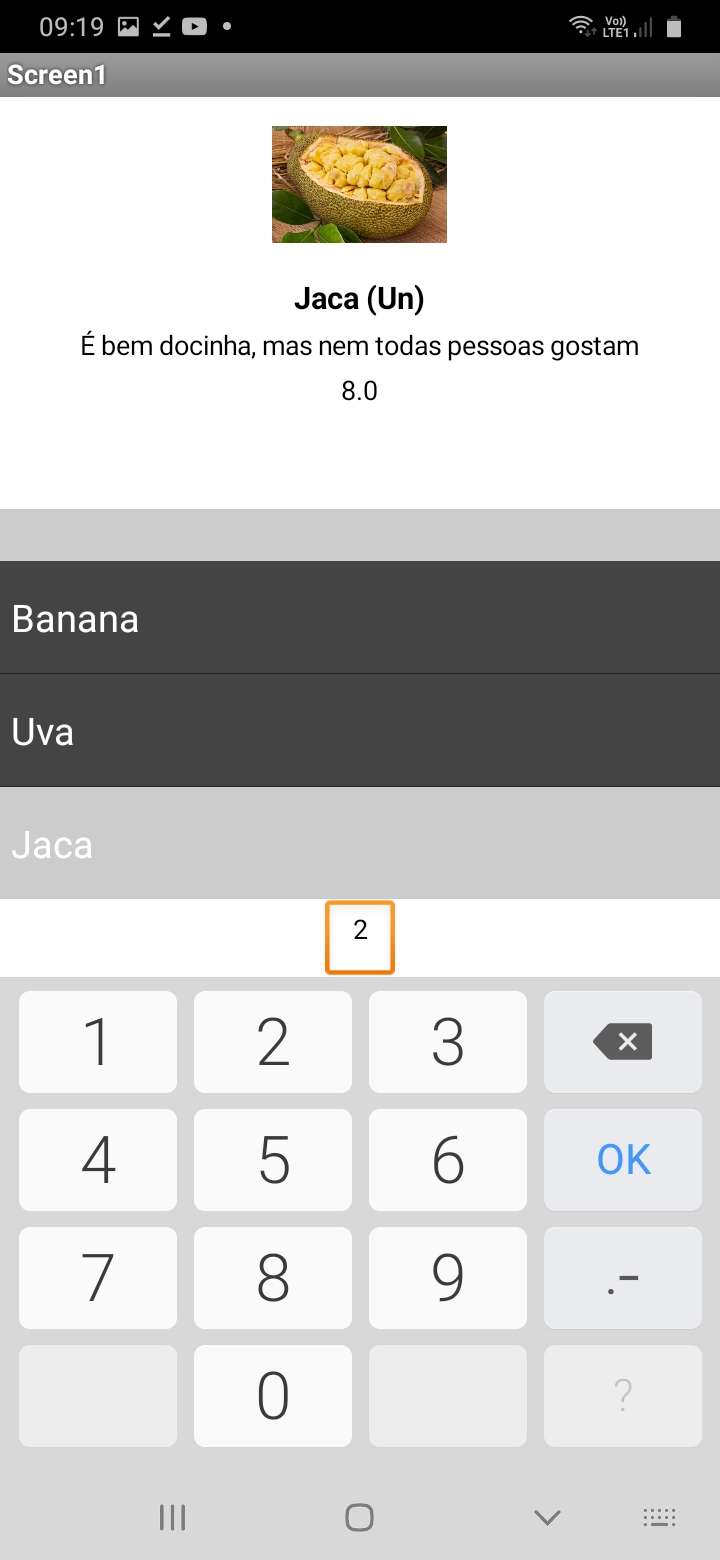 09:19
Vo)) LTE1
Screen1
Jaca (Un)
É bem docinha, mas nem todas pessoas gostam
8.0
Banana
Uva
Jaca
2
1 2 3
4 5 6 OK
7 8 9 .-
0 ?